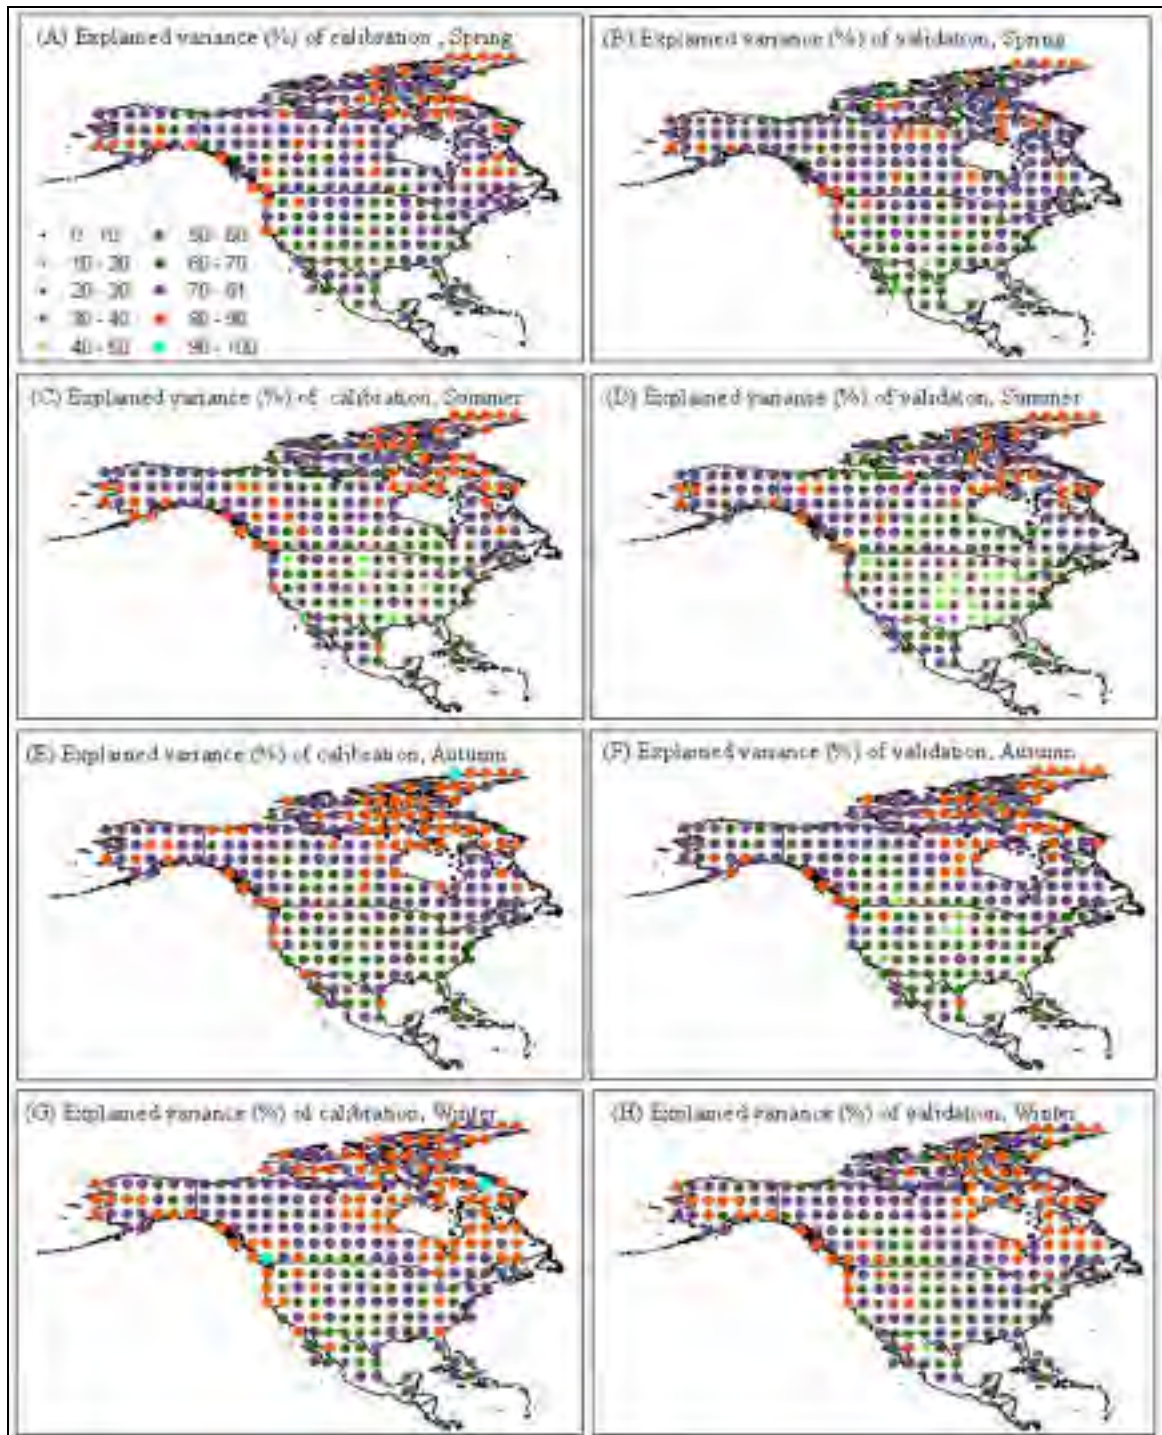 (A) Explained variance (%) of calibration , Spring
(B) Explained variance (%) of validation, Spring
0 - 10
50 - 60
10 - 20
60 - 70
20 - 30
70 - 81
30 - 40
80 - 90
40 - 50
90 - 100
(C) Explained variance (%) of calibration, Summer
(D) Explained variance (%) of validaton, Summer
(E) Explained variance (%) of calibration, Autumn
(F) Explained variance (%) of validation, Autumn
(G) Explained variance (%) of calibration, Winter
(H) Explained variance (%) of validation, Winter